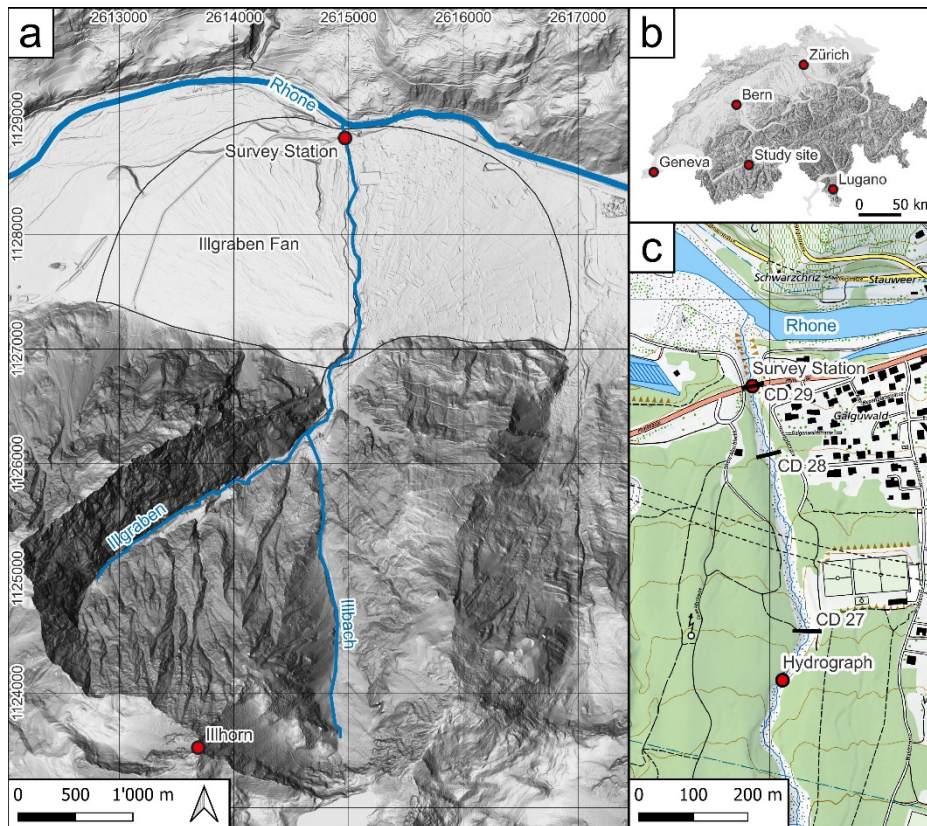 a
2613000
2614000
2615000
2616000
2617000
1129000
1128000
1127000
1126000
1125000
1124000
Rhone
Survey Station
Illgraben Fan
Illgraben
Illbach
Illhorn
0
500
1'000 m
b
Zürich
Bern
Geneva
Study site
Lugano
0
50 km
c
Schwarzchriz
Stauweer
Rhone
Survey Station
CD 29
Galguwald
CD 28
CD 27
Hydrograph
0
100
200 m